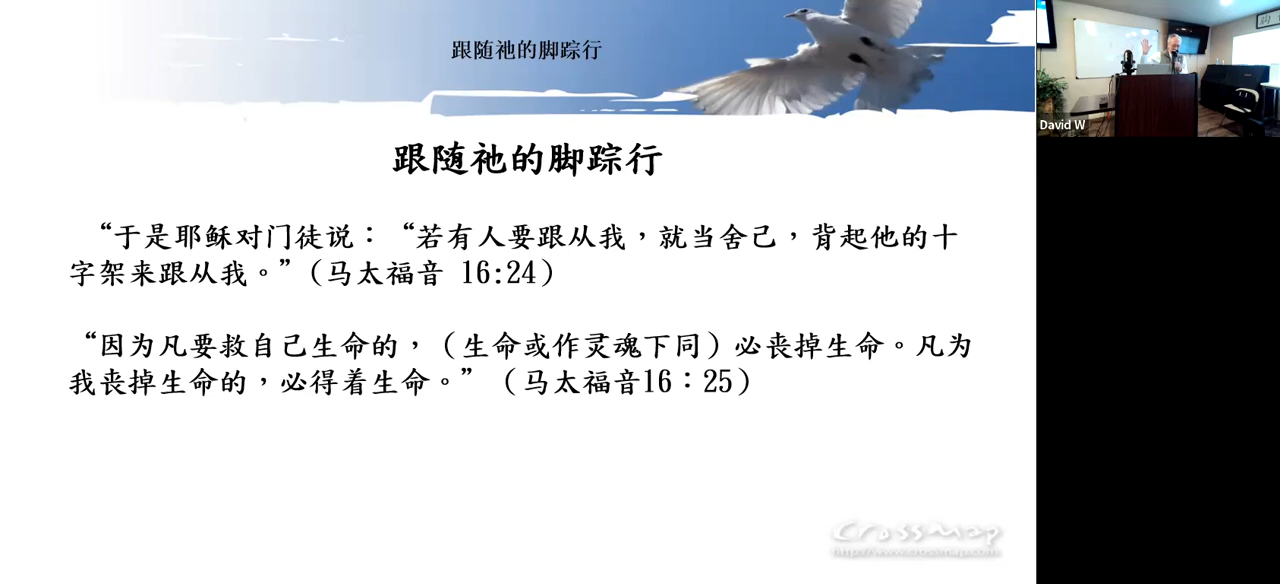 跟随祂的脚踪行
David W
跟随祂的脚踪行
“于是耶稣对门徒说：“若有人要跟从我，就当舍己，背起他的十
字架来跟从我。”（马太福音 16:24）
“因为凡要救自己生命的，（生命或作灵魂下同）必丧掉生命。凡为
我丧掉生命的，必得着生命。”（马太福音16：25）
Crossmap
http://www.crossmap.com